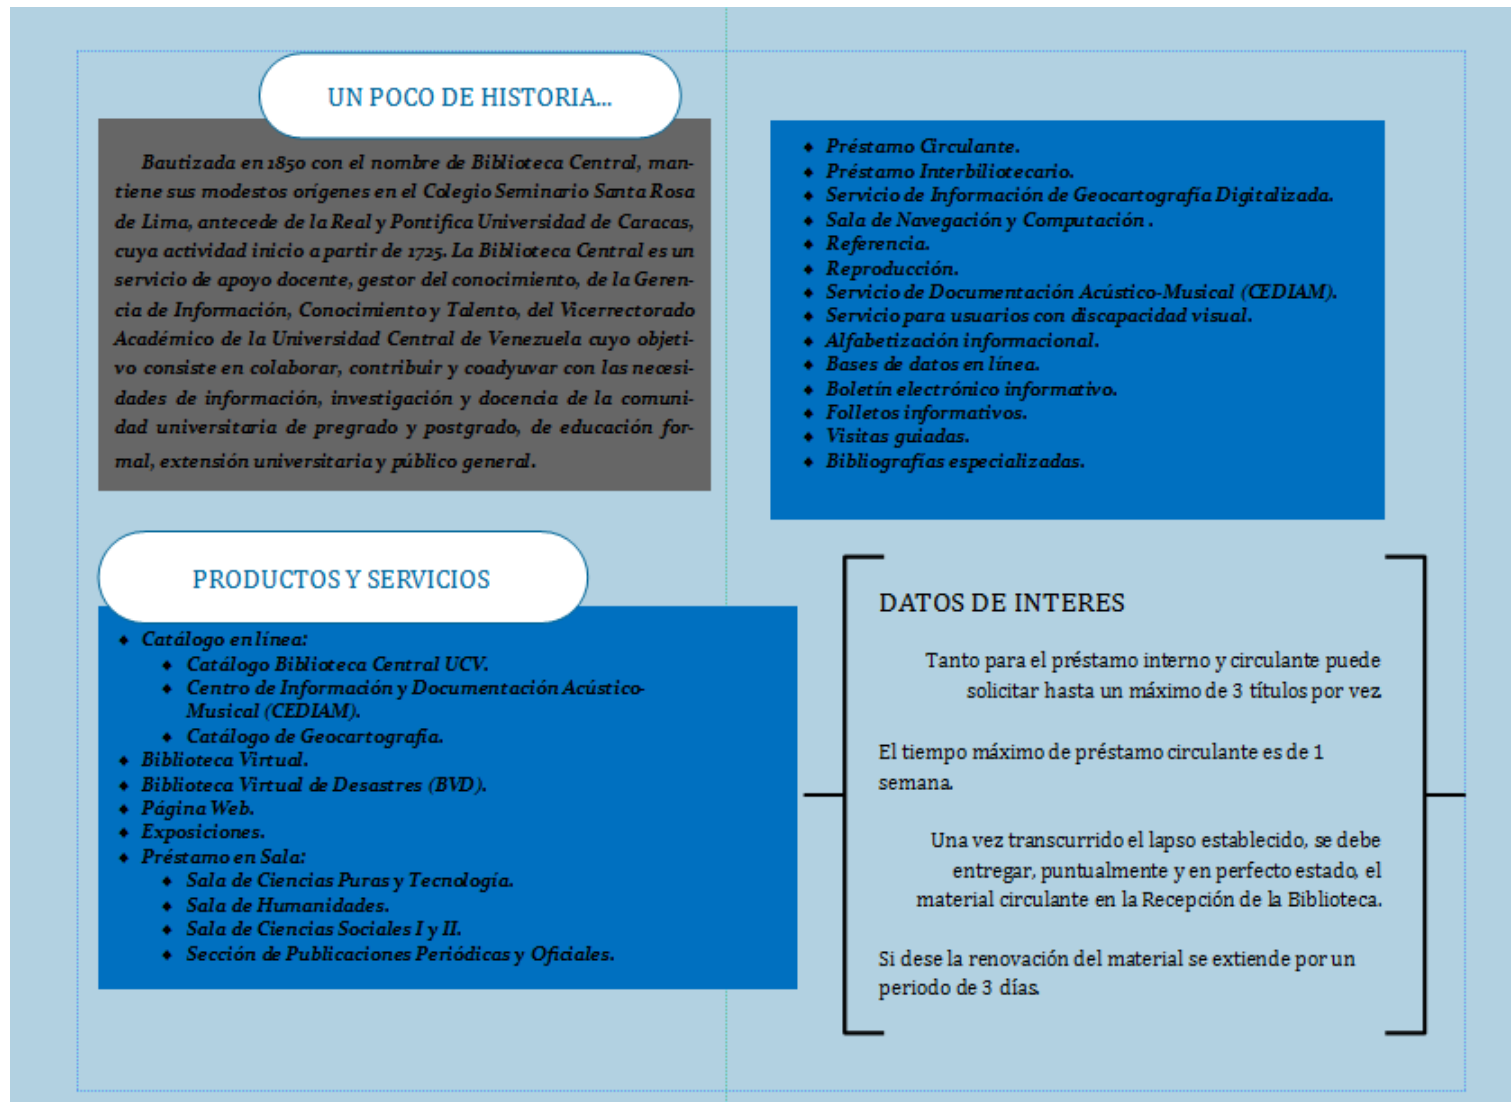 UN POCO DE HISTORIA...
Bautizada en 1850 con el nombre de Biblioteca Central, man-
tiene sus modestos orígenes en el Colegio Seminario Santa Rosa
de Lima, antecede de la Real y Pontifica Universidad de Caracas,
cuya actividad inicio a partir de 1725. La Biblioteca Central es un
servicio de apoyo docente, gestor del conocimiento, de la Geren-
cia de Información, Conocimiento y Talento, del Vicerrectorado
Académico de la Universidad Central de Venezuela cuyo objeti-
vo consiste en colaborar, contribuir y coadyuvar con las necesi-
dades de información, investigación y docencia de la comuni-
dad universitaria de pregrado y postgrado, de educación for-
mal, extensión universitaria y público general.
PRODUCTOS Y SERVICIOS
◆ Catálogo en línea:
◆ Catálogo Biblioteca Central UCV.
◆ Centro de Información y Documentación Acústico-
Musical (CEDIAM).
◆ Catálogo de Geocartografía.
◆ Biblioteca Virtual.
◆ Biblioteca Virtual de Desastres (BVD).
◆ Página Web.
◆ Exposiciones.
◆ Préstamo en Sala:
◆ Sala de Ciencias Puras y Tecnología.
◆ Sala de Humanidades.
◆ Sala de Ciencias Sociales I y II.
◆ Sección de Publicaciones Periódicas y Oficiales.
◆ Préstamo Circulante.
◆ Préstamo Interbiliotecario.
◆ Servicio de Información de Geocartografía Digitalizada.
◆ Sala de Navegación y Computación .
◆ Referencia.
◆ Reproducción.
◆ Servicio de Documentación Acústico-Musical (CEDIAM).
◆ Servicio para usuarios con discapacidad visual.
◆ Alfabetización informacional.
◆ Bases de datos en línea.
◆ Boletín electrónico informativo.
◆ Folletos informativos.
◆ Visitas guiadas.
◆ Bibliografías especializadas.
DATOS DE INTERES
Tanto para el préstamo interno y circulante puede
solicitar hasta un máximo de 3 títulos por vez.
El tiempo máximo de préstamo circulante es de 1
semana.
Una vez transcurrido el lapso establecido, se debe
entregar, puntualmente y en perfecto estado, el
material circulante en la Recepción de la Biblioteca.
Si dese la renovación del material se extiende por un
periodo de 3 días.